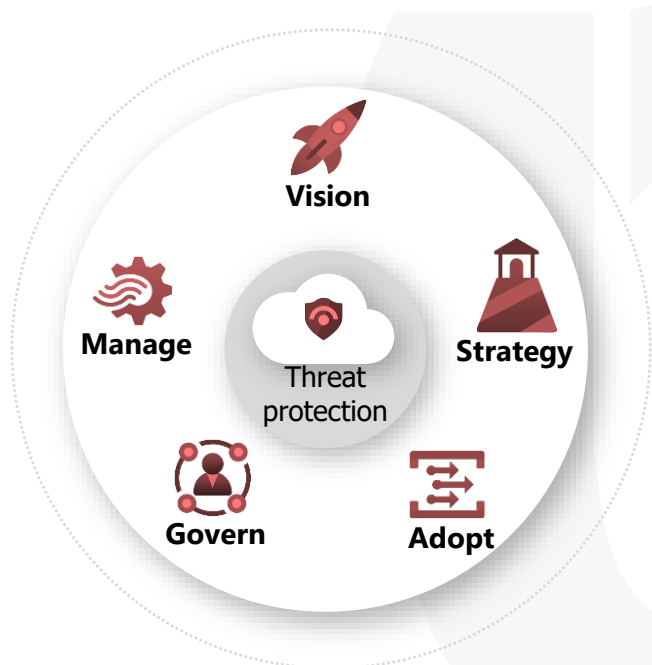 Vision
Manage
Strategy
Threat
protection
Govern
Adopt